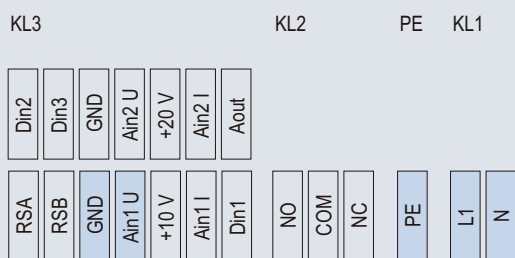 KL3 KL2 PE KL1
Din2 Din3 GND Ain2 U +20 V Ain2 I Aout
RSA RSB GND Ain1 U +10 V Ain1 I Din1 NO COM NC PE L1 N